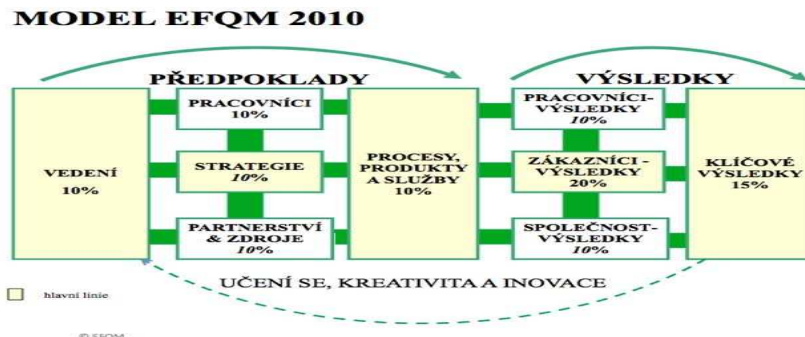 MODEL EFQM 2010
PŘEDPOKLADY
VÝSLEDKY
VEDENÍ
10%
PRACOVNÍCI
10%
STRATEGIE
10%
PARTNERSTVÍ
& ZDROJE
10%
PROCESY,
PRODUKTY
A SLUŽBY
10%
PRACOVNÍCI-
VÝSLEDKY
10%
ZÁKAZNÍCI -
VÝSLEDKY
20%
SPOLEČNOST-
VÝSLEDKY
10%
KLÍČOVÉ
VÝSLEDKY
15%
UČENÍ SE, KREATIVITA A INOVACE
hlavní linie
© EFQM